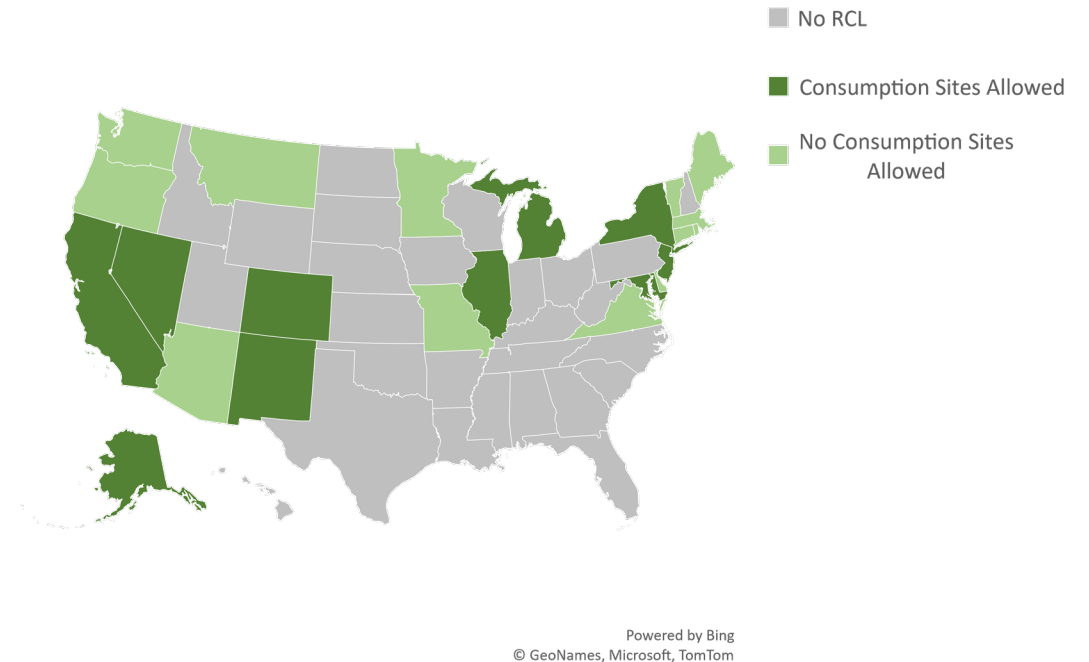 No RCL
Consumption Sites Allowed
No Consumption Sites
Allowed
Powered by Bing
© GeoNames, Microsoft, TomTom